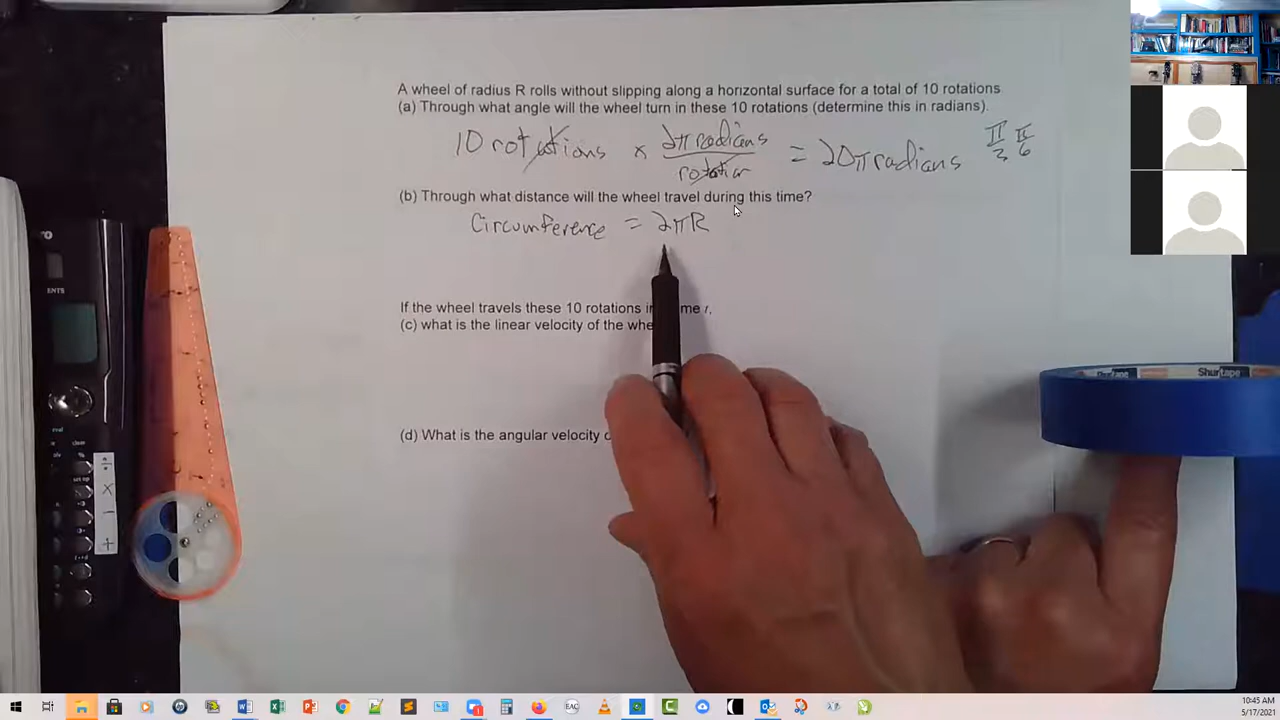 A wheel of radius R rolls without slipping along a horizontal surface for a total of 10 rotations
(a) Through what angle will the wheel turn in these 10 rotations (determine this in radians).
10 rotations × 2π radians / rotation = 20π radians π/3 π/6
(b) Through what distance will the wheel travel during this time?
Circumference = 2πR
If the wheel travels these 10 rotations in time t,
(c) what is the linear velocity of the
(d) What is the angular velocity
ENTS
Shurtape
10:45 AM
5/17/2021